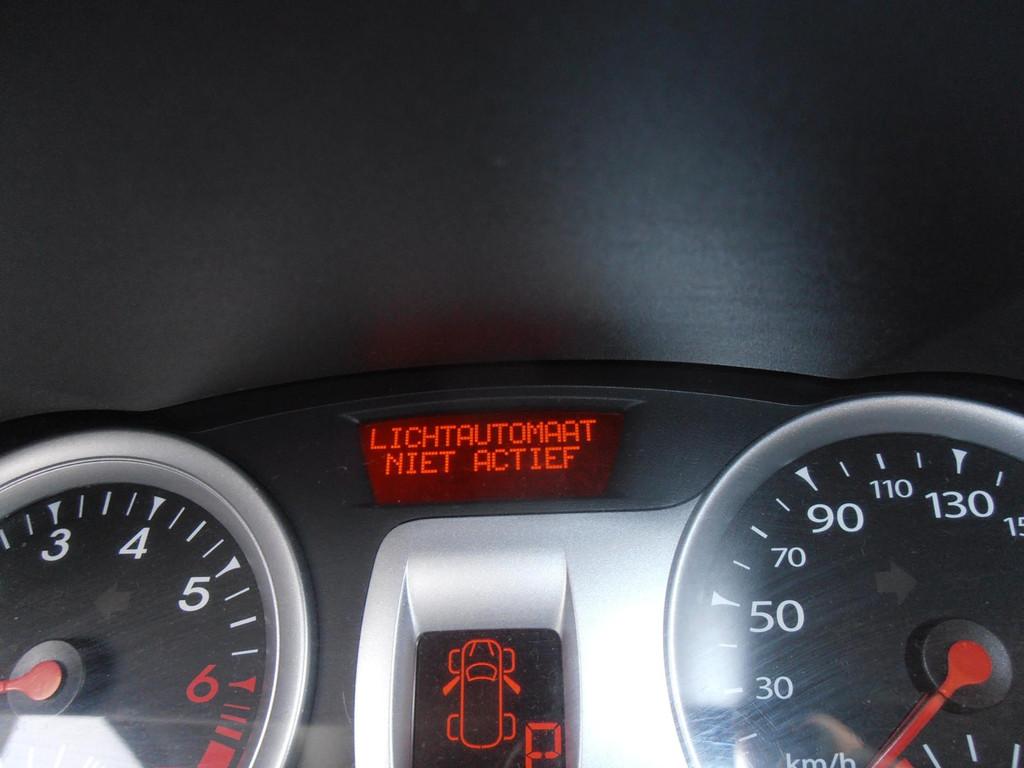 LICHTAUTOMAAT
NIET ACTIEF
3
4
5
6
P
30
50
70
90
110
130
km/h